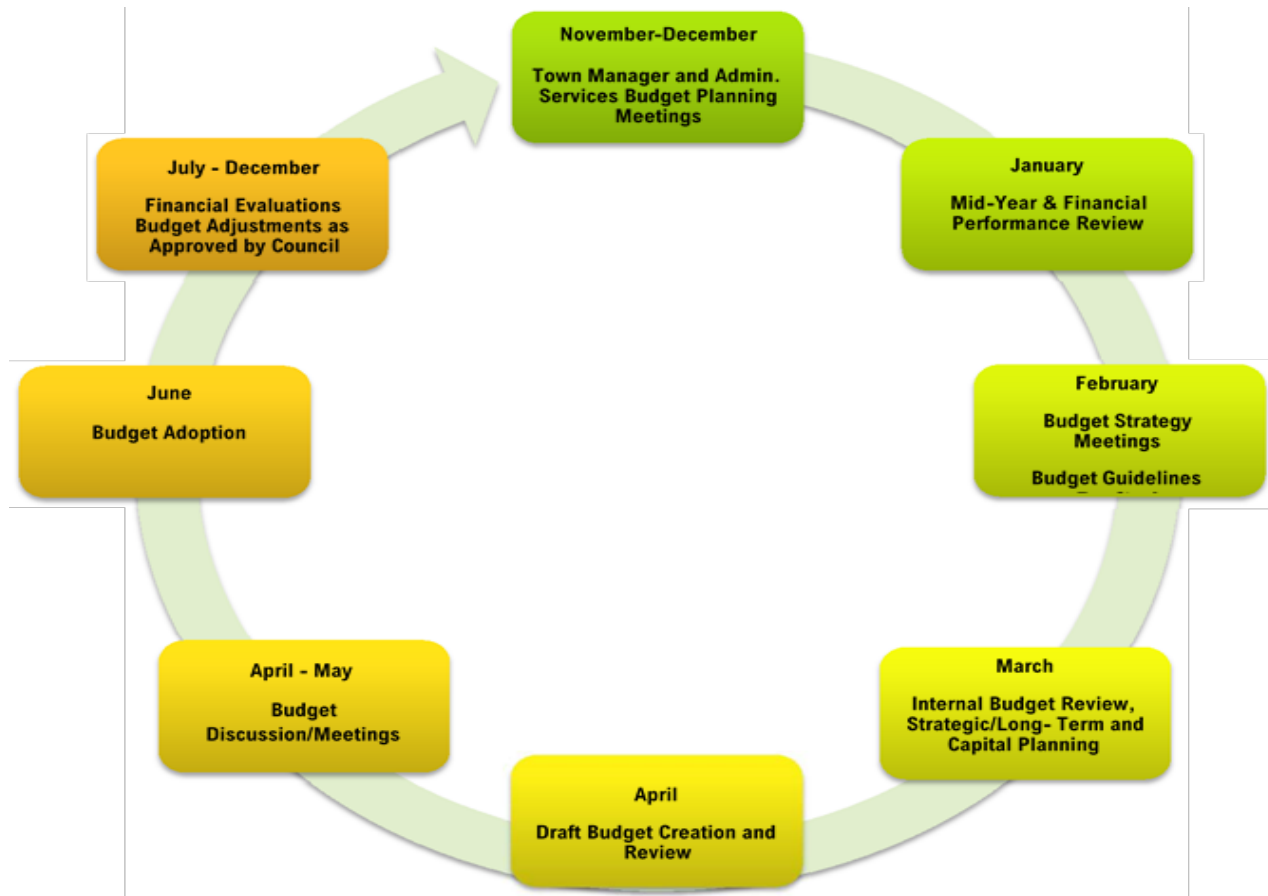 November-December
Town Manager and Admin.
Services Budget Planning
Meetings
January
Mid-Year & Financial
Performance Review
February
Budget Strategy
Meetings
Budget Guidelines
March
Internal Budget Review,
Strategic/Long- Term and
Capital Planning
April
Draft Budget Creation and
Review
April - May
Budget
Discussion/Meetings
June
Budget Adoption
July - December
Financial Evaluations
Budget Adjustments as
Approved by Council